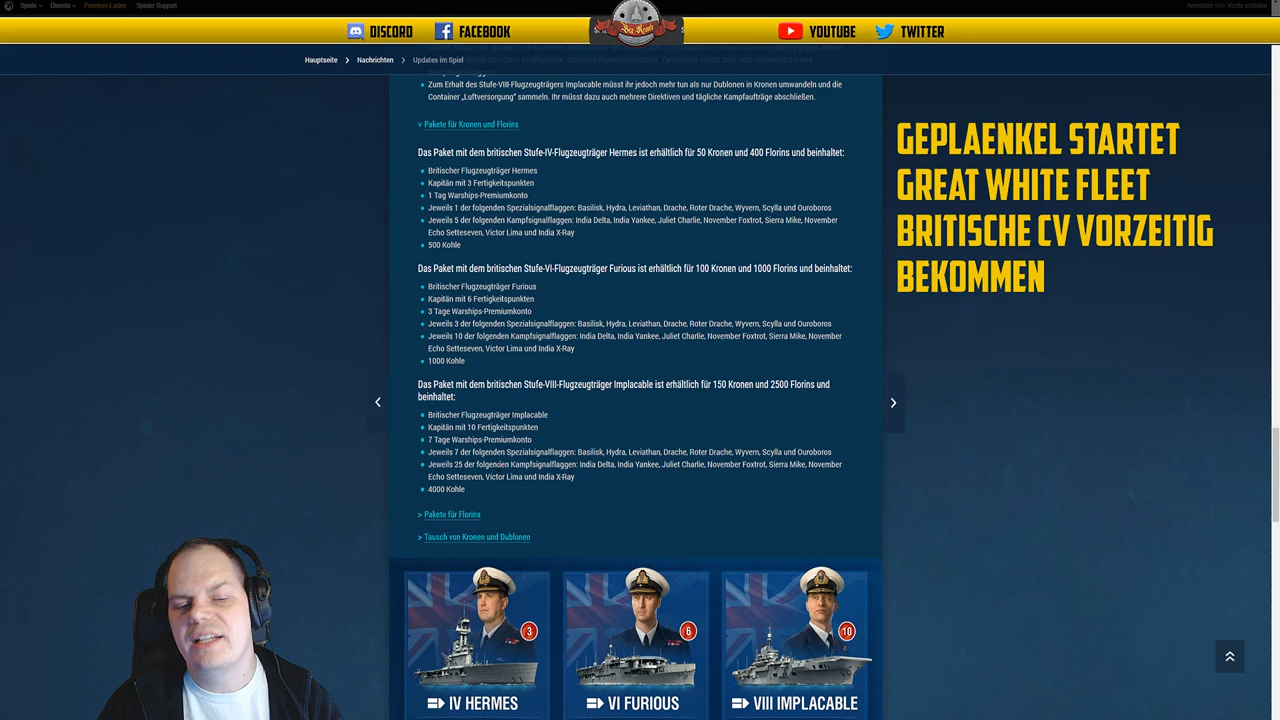 Spiele
Dienste
Premium-Laden
Spieler Support
Anmelden oder Konto erstellen
DISCORD
FACEBOOK
YOUTUBE
TWITTER
Hauptseite
Nachrichten
Updates im Spiel
Zum Erhalt des Stufe-VIII-Flugzeugträgers Implacable müsst ihr jedoch mehr tun als nur Dublonen in Kronen umwandeln und die
Container „Luftversorgung" sammeln. Ihr müsst dazu auch mehrere Direktiven und tägliche Kampfaufträge abschließen.
v Pakete für Kronen und Florins
Das Paket mit dem britischen Stufe-IV-Flugzeugträger Hermes ist erhältlich für 50 Kronen und 400 Florins und beinhaltet:
Britischer Flugzeugträger Hermes
Kapitän mit 3 Fertigkeitspunkten
1 Tag Warships-Premiumkonto
Jeweils 1 der folgenden Spezialsignalflaggen: Basilisk, Hydra, Leviathan, Drache, Roter Drache, Wyvern, Scylla und Ouroboros
Jeweils 5 der folgenden Kampfsignalflaggen: India Delta, India Yankee, Juliet Charlie, November Foxtrot, Sierra Mike, November
Echo Setteseven, Victor Lima und India X-Ray
500 Kohle
Das Paket mit dem britischen Stufe-VI-Flugzeugträger Furious ist erhältlich für 100 Kronen und 1000 Florins und beinhaltet:
Britischer Flugzeugträger Furious
Kapitän mit 6 Fertigkeitspunkten
3 Tage Warships-Premiumkonto
Jeweils 3 der folgenden Spezialsignalflaggen: Basilisk, Hydra, Leviathan, Drache, Roter Drache, Wyvern, Scylla und Ouroboros
Jeweils 10 der folgenden Kampfsignalflaggen: India Delta, India Yankee, Juliet Charlie, November Foxtrot, Sierra Mike, November
Echo Setteseven, Victor Lima und India X-Ray
1000 Kohle
Das Paket mit dem britischen Stufe-VIII-Flugzeugträger Implacable ist erhältlich für 150 Kronen und 2500 Florins und
beinhaltet:
Britischer Flugzeugträger Implacable
Kapitän mit 10 Fertigkeitspunkten
7 Tage Warships-Premiumkonto
Jeweils 7 der folgenden Spezialsignalflaggen: Basilisk, Hydra, Leviathan, Drache, Roter Drache, Wyvern, Scylla und Ouroboros
Jeweils 25 der folgenden Kampfsignalflaggen: India Delta, India Yankee, Juliet Charlie, November Foxtrot, Sierra Mike, November
Echo Setteseven, Victor Lima und India X-Ray
4000 Kohle
> Pakete für Florins
> Tausch von Kronen und Dublonen
3
6
10
IV HERMES
VI FURIOUS
VIII IMPLACABLE
GEPLAENKEL STARTET
GREAT WHITE FLEET
BRITISCHE CV VORZEITIG
BEKOMMEN